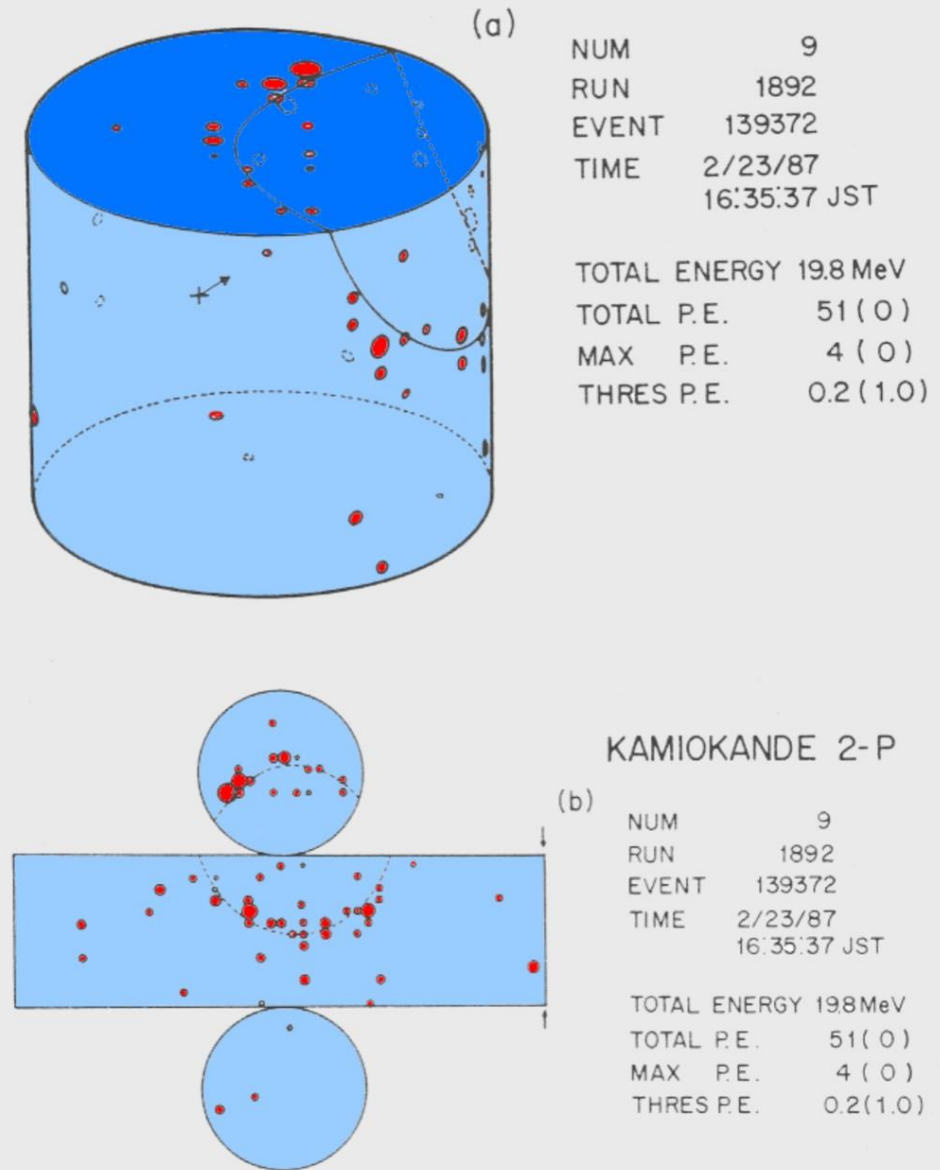 (a)
NUM 9
RUN 1892
EVENT 139372
TIME 2/23/87
16:35:37 JST
TOTAL ENERGY 19.8 MeV
TOTAL P.E. 51(0)
MAX P.E. 4(0)
THRES P.E. 0.2(1.0)
KAMIOKANDE 2-P
(b)
NUM 9
RUN 1892
EVENT 139372
TIME 2/23/87
16:35:37 JST
TOTAL ENERGY 19.8 MeV
TOTAL P.E. 51(0)
MAX P.E. 4(0)
THRES P.E. 0.2(1.0)